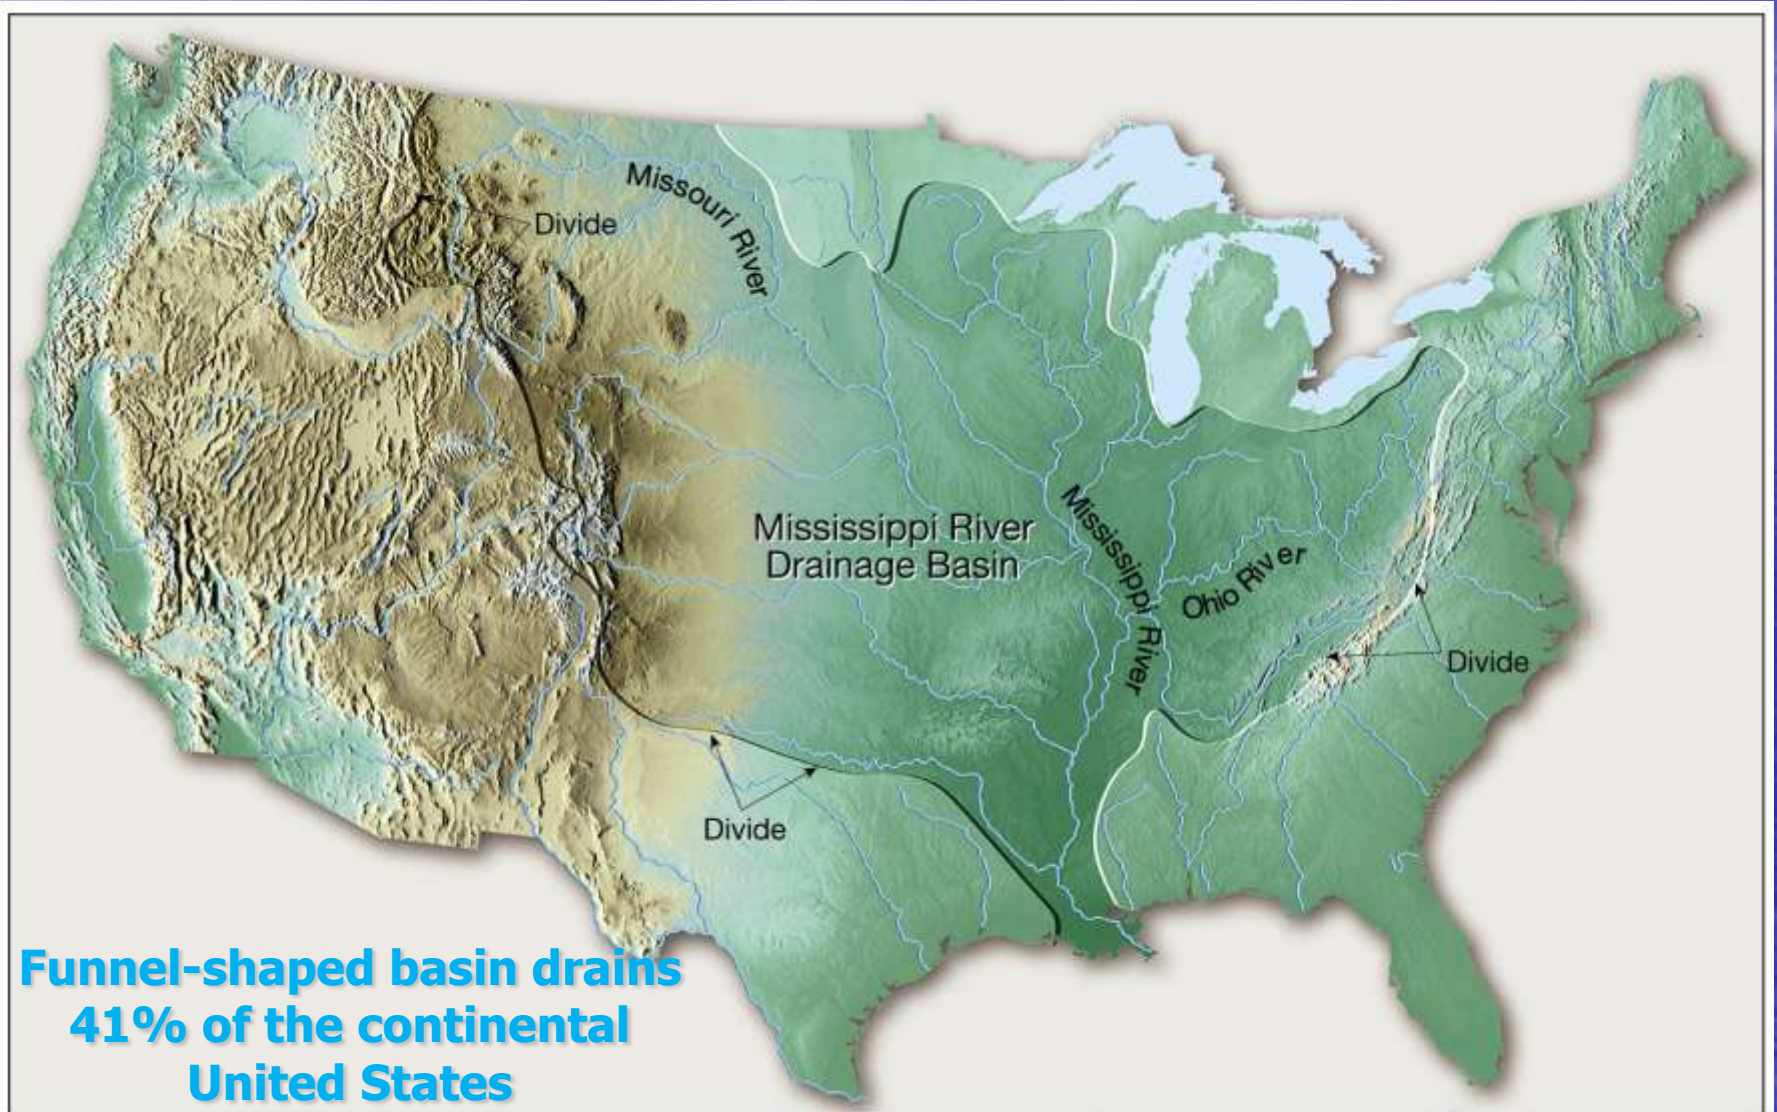 Missouri River
Divide
Mississippi River
Drainage Basin
Mississippi River
Ohio River
Divide
Divide
Funnel-shaped basin drains
41% of the continental
United States